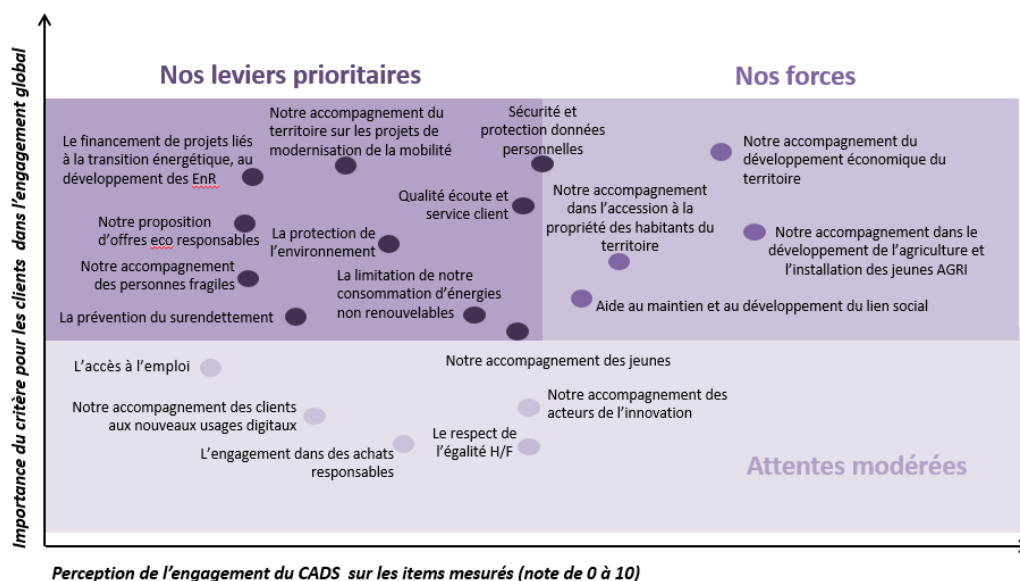 Importance du critère pour les clients dans l'engagement global
Nos leviers prioritaires
Nos forces
Le financement de projets liés
à la transition énergétique, au
développement des EnR
Notre accompagnement du
territoire sur les projets de
modernisation de la mobilité
Sécurité et
protection données
personnelles
Notre accompagnement du
développement économique du
territoire
Qualité écoute et
service client
Notre accompagnement
dans l'accession à la
propriété des habitants du
territoire
Notre proposition
d'offres eco responsables
La protection de
l'environnement
Notre accompagnement dans le
développement de l'agriculture et
l'installation des jeunes AGRI
Notre accompagnement
des personnes fragiles
La limitation de notre
consommation d'énergies
non renouvelables
Aide au maintien et au développement du lien social
La prévention du surendettement
L'accès à l'emploi
Notre accompagnement des jeunes
Notre accompagnement des clients
aux nouveaux usages digitaux
Notre accompagnement des
acteurs de l'innovation
L'engagement dans des achats
responsables
Le respect de
l'égalité H/F
Attentes modérées
Perception de l'engagement du CADS sur les items mesurés (note de 0 à 10)